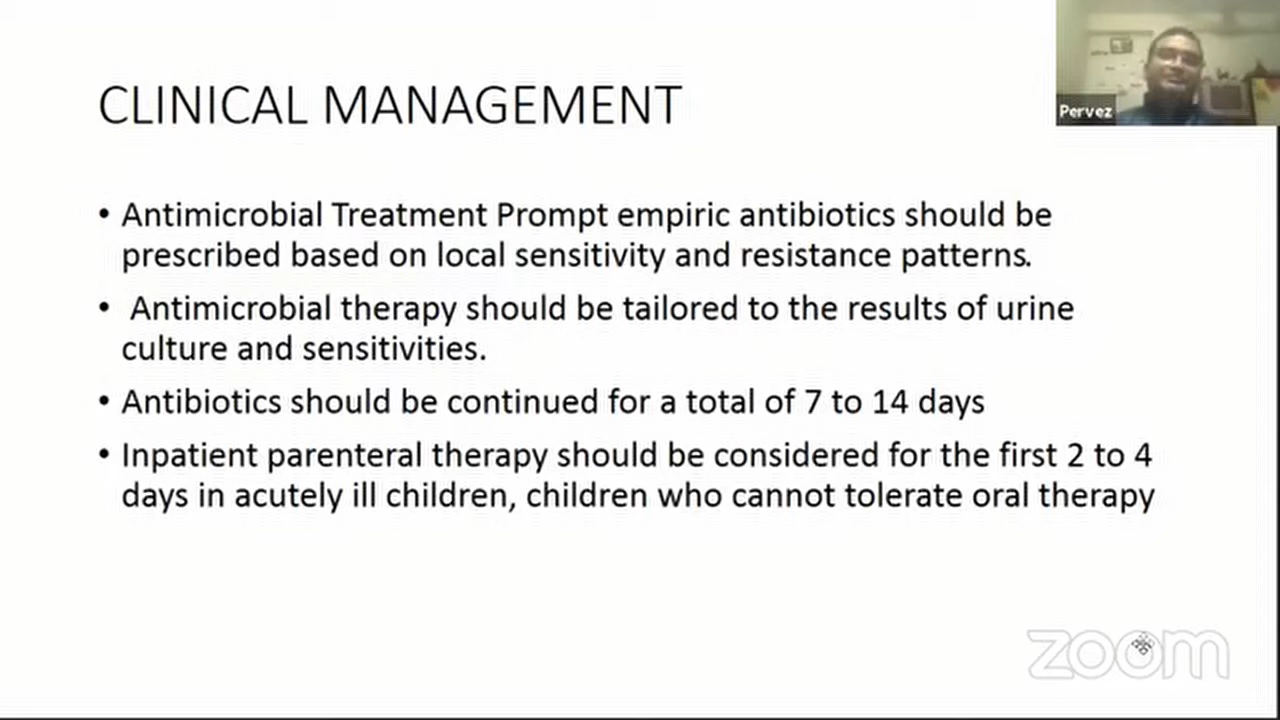 CLINICAL MANAGEMENT
Pervez
• Antimicrobial Treatment Prompt empiric antibiotics should be
prescribed based on local sensitivity and resistance patterns.
• Antimicrobial therapy should be tailored to the results of urine
culture and sensitivities.
• Antibiotics should be continued for a total of 7 to 14 days
• Inpatient parenteral therapy should be considered for the first 2 to 4
days in acutely ill children, children who cannot tolerate oral therapy
zoom